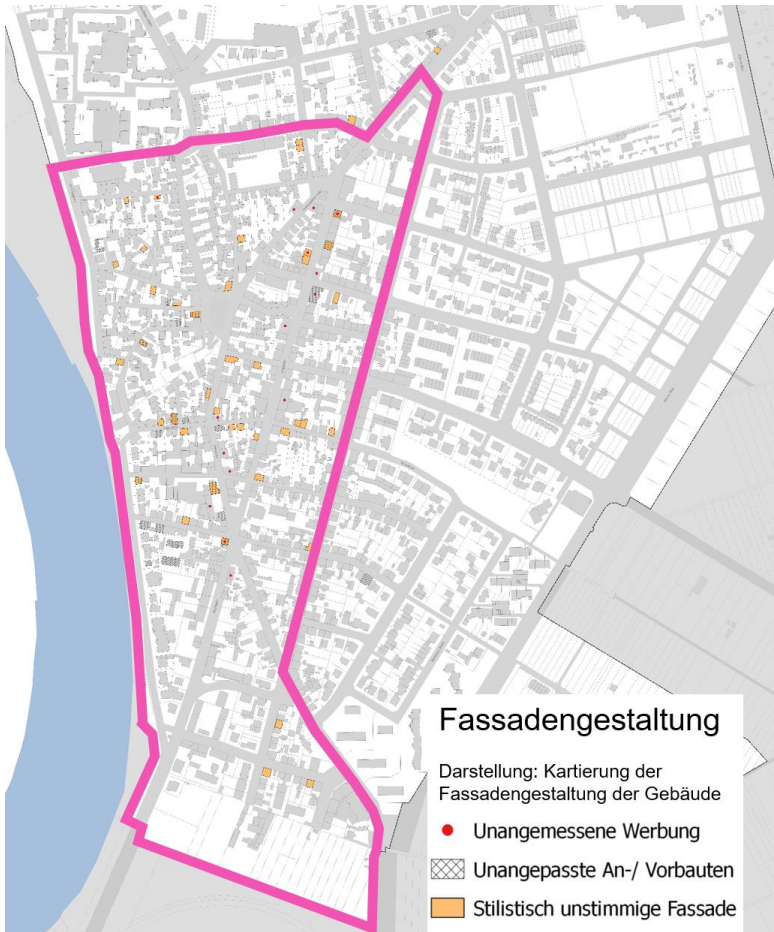 Fassadengestaltung
Darstellung: Kartierung der
Fassadengestaltung der Gebäude
Unangemessene Werbung
Unangepasste An-/ Vorbauten
Stilistisch unstimmige Fassade